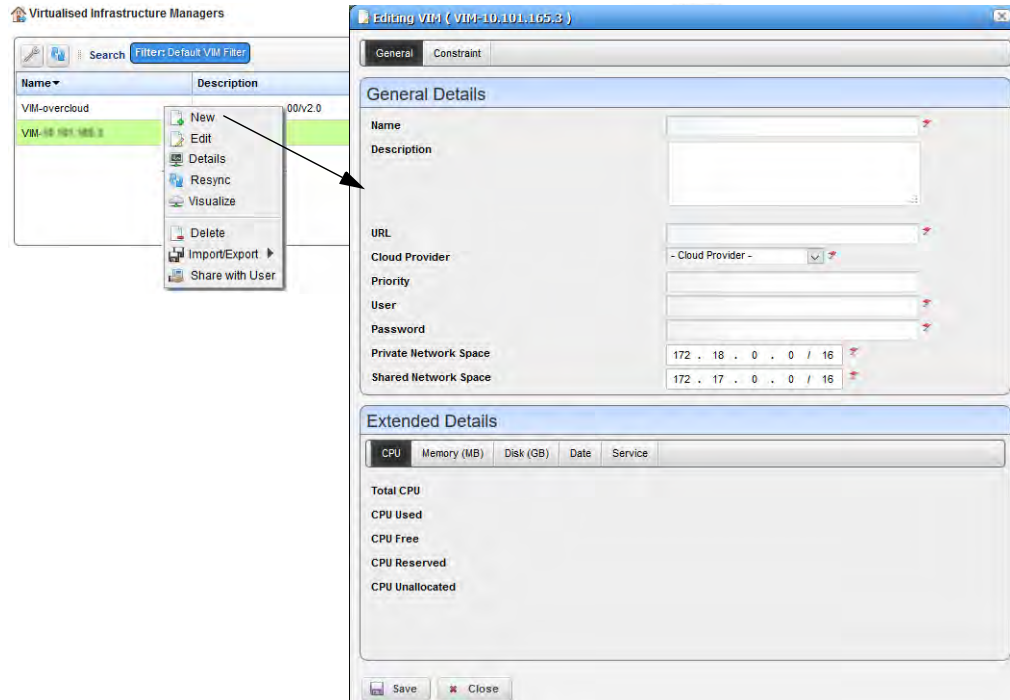 Virtualised Infrastructure Managers
Search Filter: Default VIM Filter
Name Description
VIM-overcloud 00/v2.0
VIM-
New
Edit
Details
Resync
Visualize
Delete
Import/Export
Share with User
Editing VIM ( VIM-10.101.165.3 )
General Constraint
General Details
Name
Description
URL
Cloud Provider - Cloud Provider -
Priority
User
Password
Private Network Space 172 . 18 . 0 . 0 / 16
Shared Network Space 172 . 17 . 0 . 0 / 16
Extended Details
CPU Memory (MB) Disk (GB) Date Service
Total CPU
CPU Used
CPU Free
CPU Reserved
CPU Unallocated
Save Close